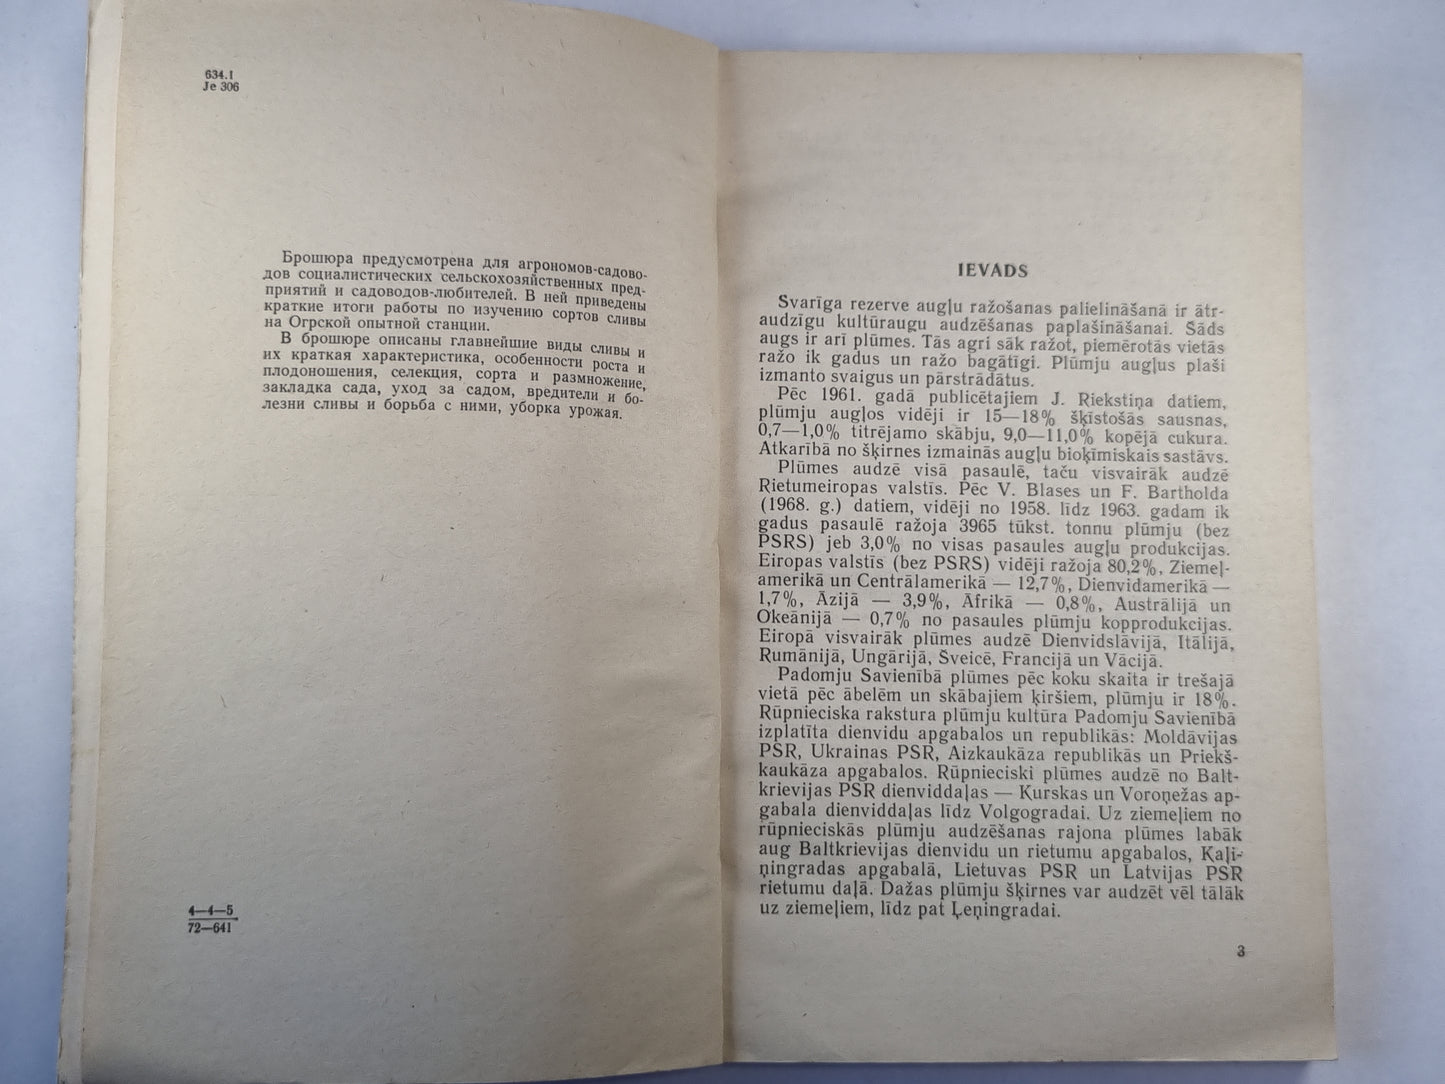 634.1
Je 306
Брошюра предусмотрена для агрономов-садово-
дов социалистических сельскохозяйственных пред-
приятий и садоводов-любителей. В ней приведены
краткие итоги работы по изучению сортов сливы
на Огрской опытной станции.
В брошюре описаны главнейшие виды сливы и
их краткая характеристика, особенности роста и
плодоношения, селекция, сорта и размножение,
закладка сада, уход за садом, вредители и бо-
лезни сливы и борьба с ними, уборка урожая.
4—4—5
72—641
IEVADS
Svarīga rezerve augļu ražošanas palielināšanā ir ātr-
audzīgu kultūraugu audzēšanas paplašināšanai. Šāds
augs ir arī plūmes. Tās agri sāk ražot, piemērotās vietās
ražo ik gadus un ražo bagātīgi. Plūmju augļus plaši
izmanto svaigus un pārstrādātus.
Pēc 1961. gadā publicētajiem J. Riekstiņa datiem,
plūmju augļos vidēji ir 15—18% šķīstošās sausnas,
0,7—1,0% titrējamo skābju, 9,0—11,0% kopējā cukura.
Atkarībā no šķirnes izmainās augļu bioķīmiskais sastāvs.
Plūmes audzē visā pasaulē, taču visvairāk audzē
Rietumeiropas valstīs. Pēc V. Blases un F. Bartholda
(1968. g.) datiem, vidēji no 1958. līdz 1963. gadam ik
gadus pasaulē ražoja 3965 tūkst. tonnu plūmju (bez
PSRS) jeb 3,0% no visas pasaules augļu produkcijas.
Eiropas valstīs (bez PSRS) vidēji ražoja 80,2%, Ziemeļ-
amerikā un Centrālamerikā — 12,7%, Dienvidamerikā —
1,7%, Āzijā — 3,9%, Āfrikā — 0,8%, Austrālijā un
Okeānijā — 0,7% no pasaules plūmju kopprodukcijas.
Eiropā visvairāk plūmes audzē Dienvidslāvijā, Itālijā,
Rumānijā, Ungārijā, Šveicē, Francijā un Vācijā.
Padomju Savienībā plūmes pēc koku skaita ir trešajā
vietā pēc ābelēm un skābajiem ķiršiem, plūmju ir 18%.
Rūpnieciska rakstura plūmju kultūra Padomju Savienībā
izplatīta dienvidu apgabalos un republikās: Moldāvijas
PSR, Ukrainas PSR, Aizkaukāza republikās un Priekš-
kaukāza apgabalos. Rūpnieciski plūmes audzē no Balt-
krievijas PSR dienviddaļas — Kurskas un Voroņežas ap-
gabala dienviddaļas līdz Volgogradai. Uz ziemeļiem no
rūpnieciskās plūmju audzēšanas rajona plūmes labāk
aug Baltkrievijas dienvidu un rietumu apgabalos, Kaļi-
ņingradas apgabalā, Lietuvas PSR un Latvijas PSR
rietumu daļā. Dažas plūmju šķirnes var audzēt vēl tālāk
uz ziemeļiem, līdz pat Ļeņingradai.
3